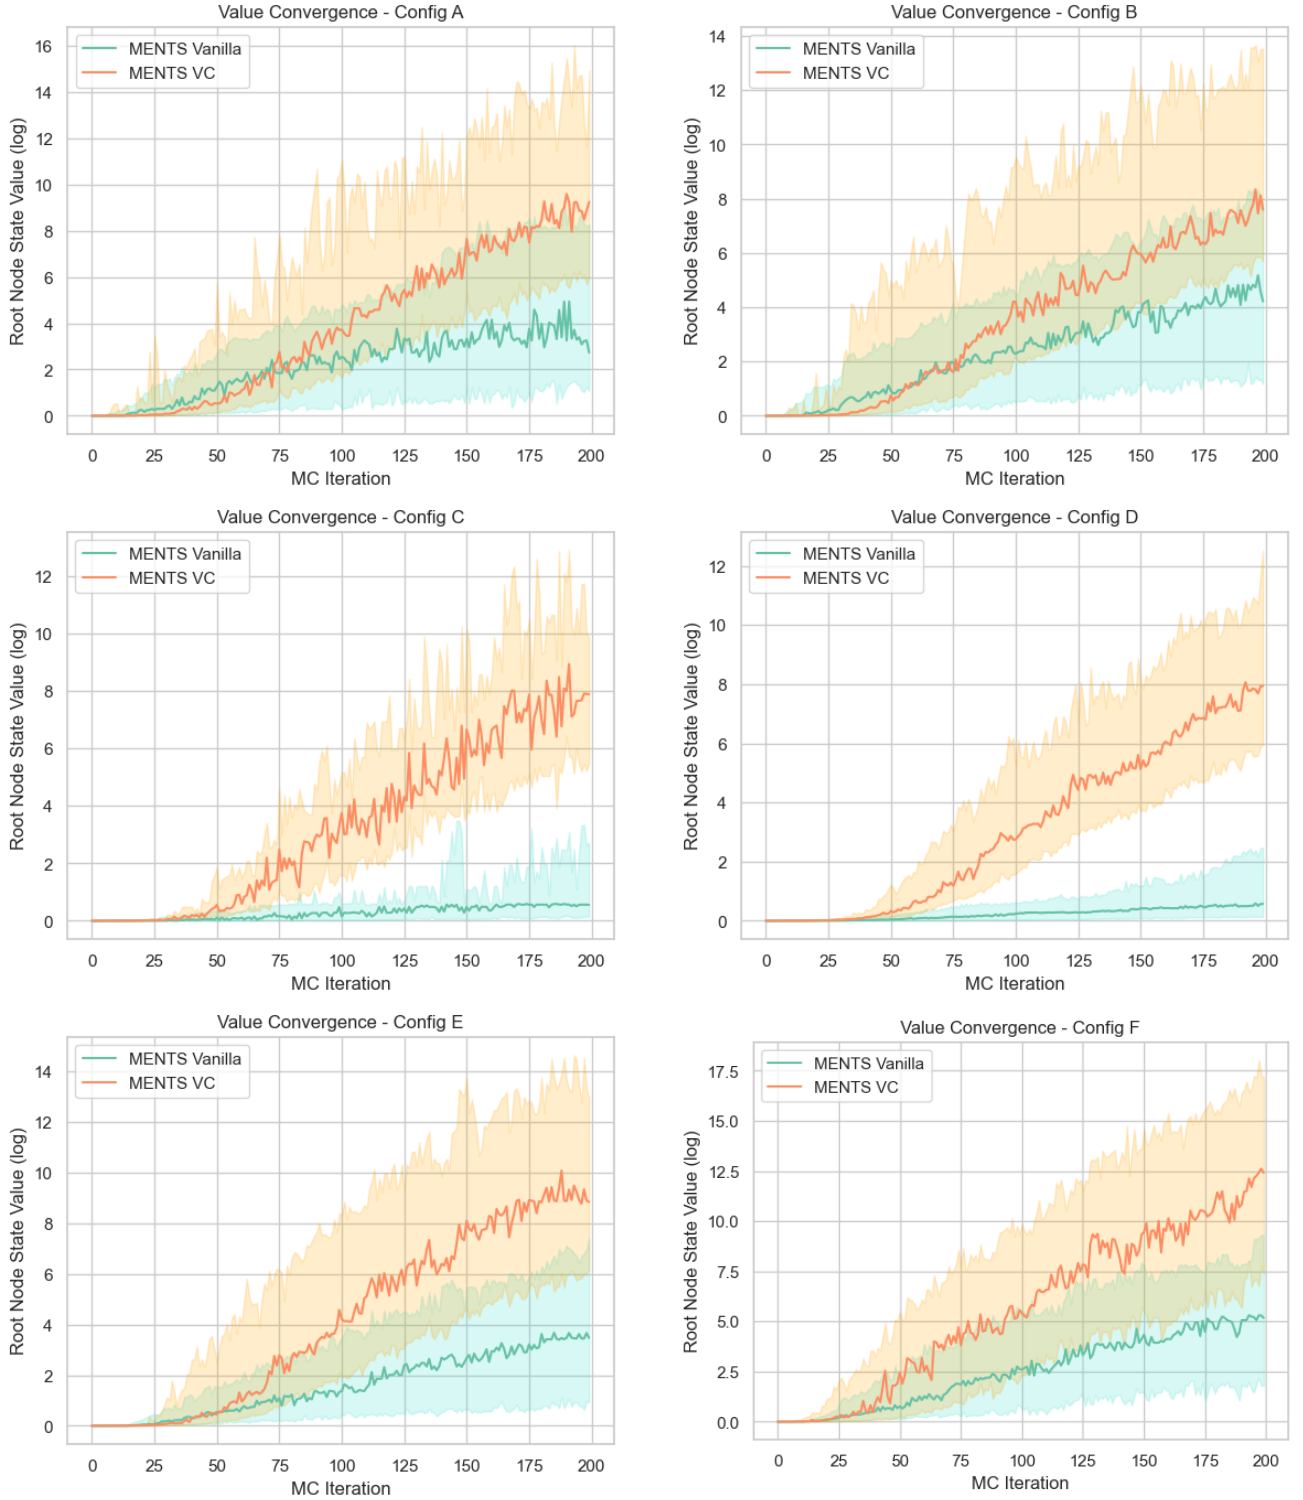 Value Convergence - Config A
MENTS Vanilla
MENTS VC
Root Node State Value (log)
16
14
12
10
8
6
4
2
0
0 25 50 75 100 125 150 175 200
MC Iteration
Value Convergence - Config B
MENTS Vanilla
MENTS VC
Root Node State Value (log)
14
12
10
8
6
4
2
0
0 25 50 75 100 125 150 175 200
MC Iteration
Value Convergence - Config C
MENTS Vanilla
MENTS VC
Root Node State Value (log)
12
10
8
6
4
2
0
0 25 50 75 100 125 150 175 200
MC Iteration
Value Convergence - Config D
MENTS Vanilla
MENTS VC
Root Node State Value (log)
12
10
8
6
4
2
0
0 25 50 75 100 125 150 175 200
MC Iteration
Value Convergence - Config E
MENTS Vanilla
MENTS VC
Root Node State Value (log)
14
12
10
8
6
4
2
0
0 25 50 75 100 125 150 175 200
MC Iteration
Value Convergence - Config F
MENTS Vanilla
MENTS VC
Root Node State Value (log)
17.5
15.0
12.5
10.0
7.5
5.0
2.5
0.0
0 25 50 75 100 125 150 175 200
MC Iteration